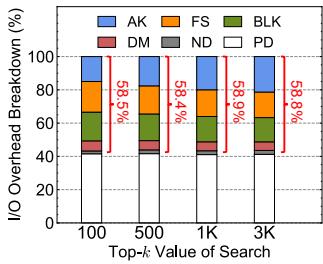 AK FS BLK
DM ND PD
I/O Overhead Breakdown (%)
100
80
60
40
20
0
58.5%
58.4%
58.9%
58.8%
100 500 1K 3K
Top-k Value of Search